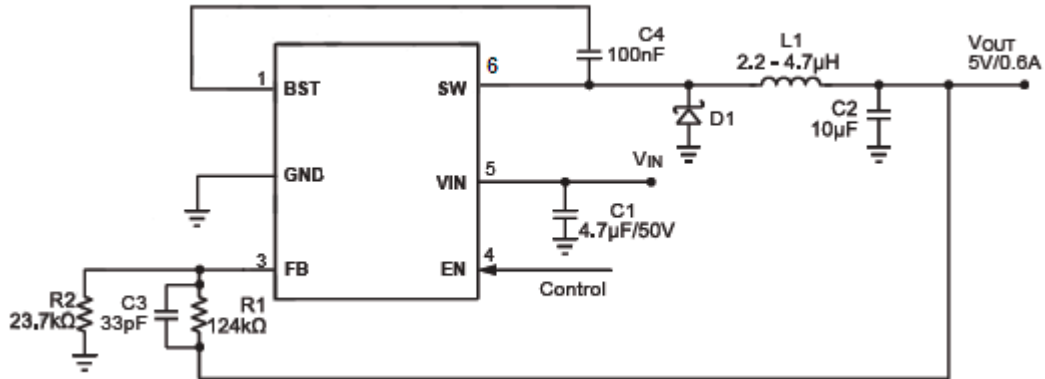 C4
100nF
L1
2.2 - 4.7µH
VOUT
5V/0.6A
1
BST
SW
6
D1
C2
10µF
GND
VIN
5
VIN
C1
4.7µF/50V
3
FB
EN
4
Control
R2
23.7kΩ
C3
33pF
R1
124kΩ